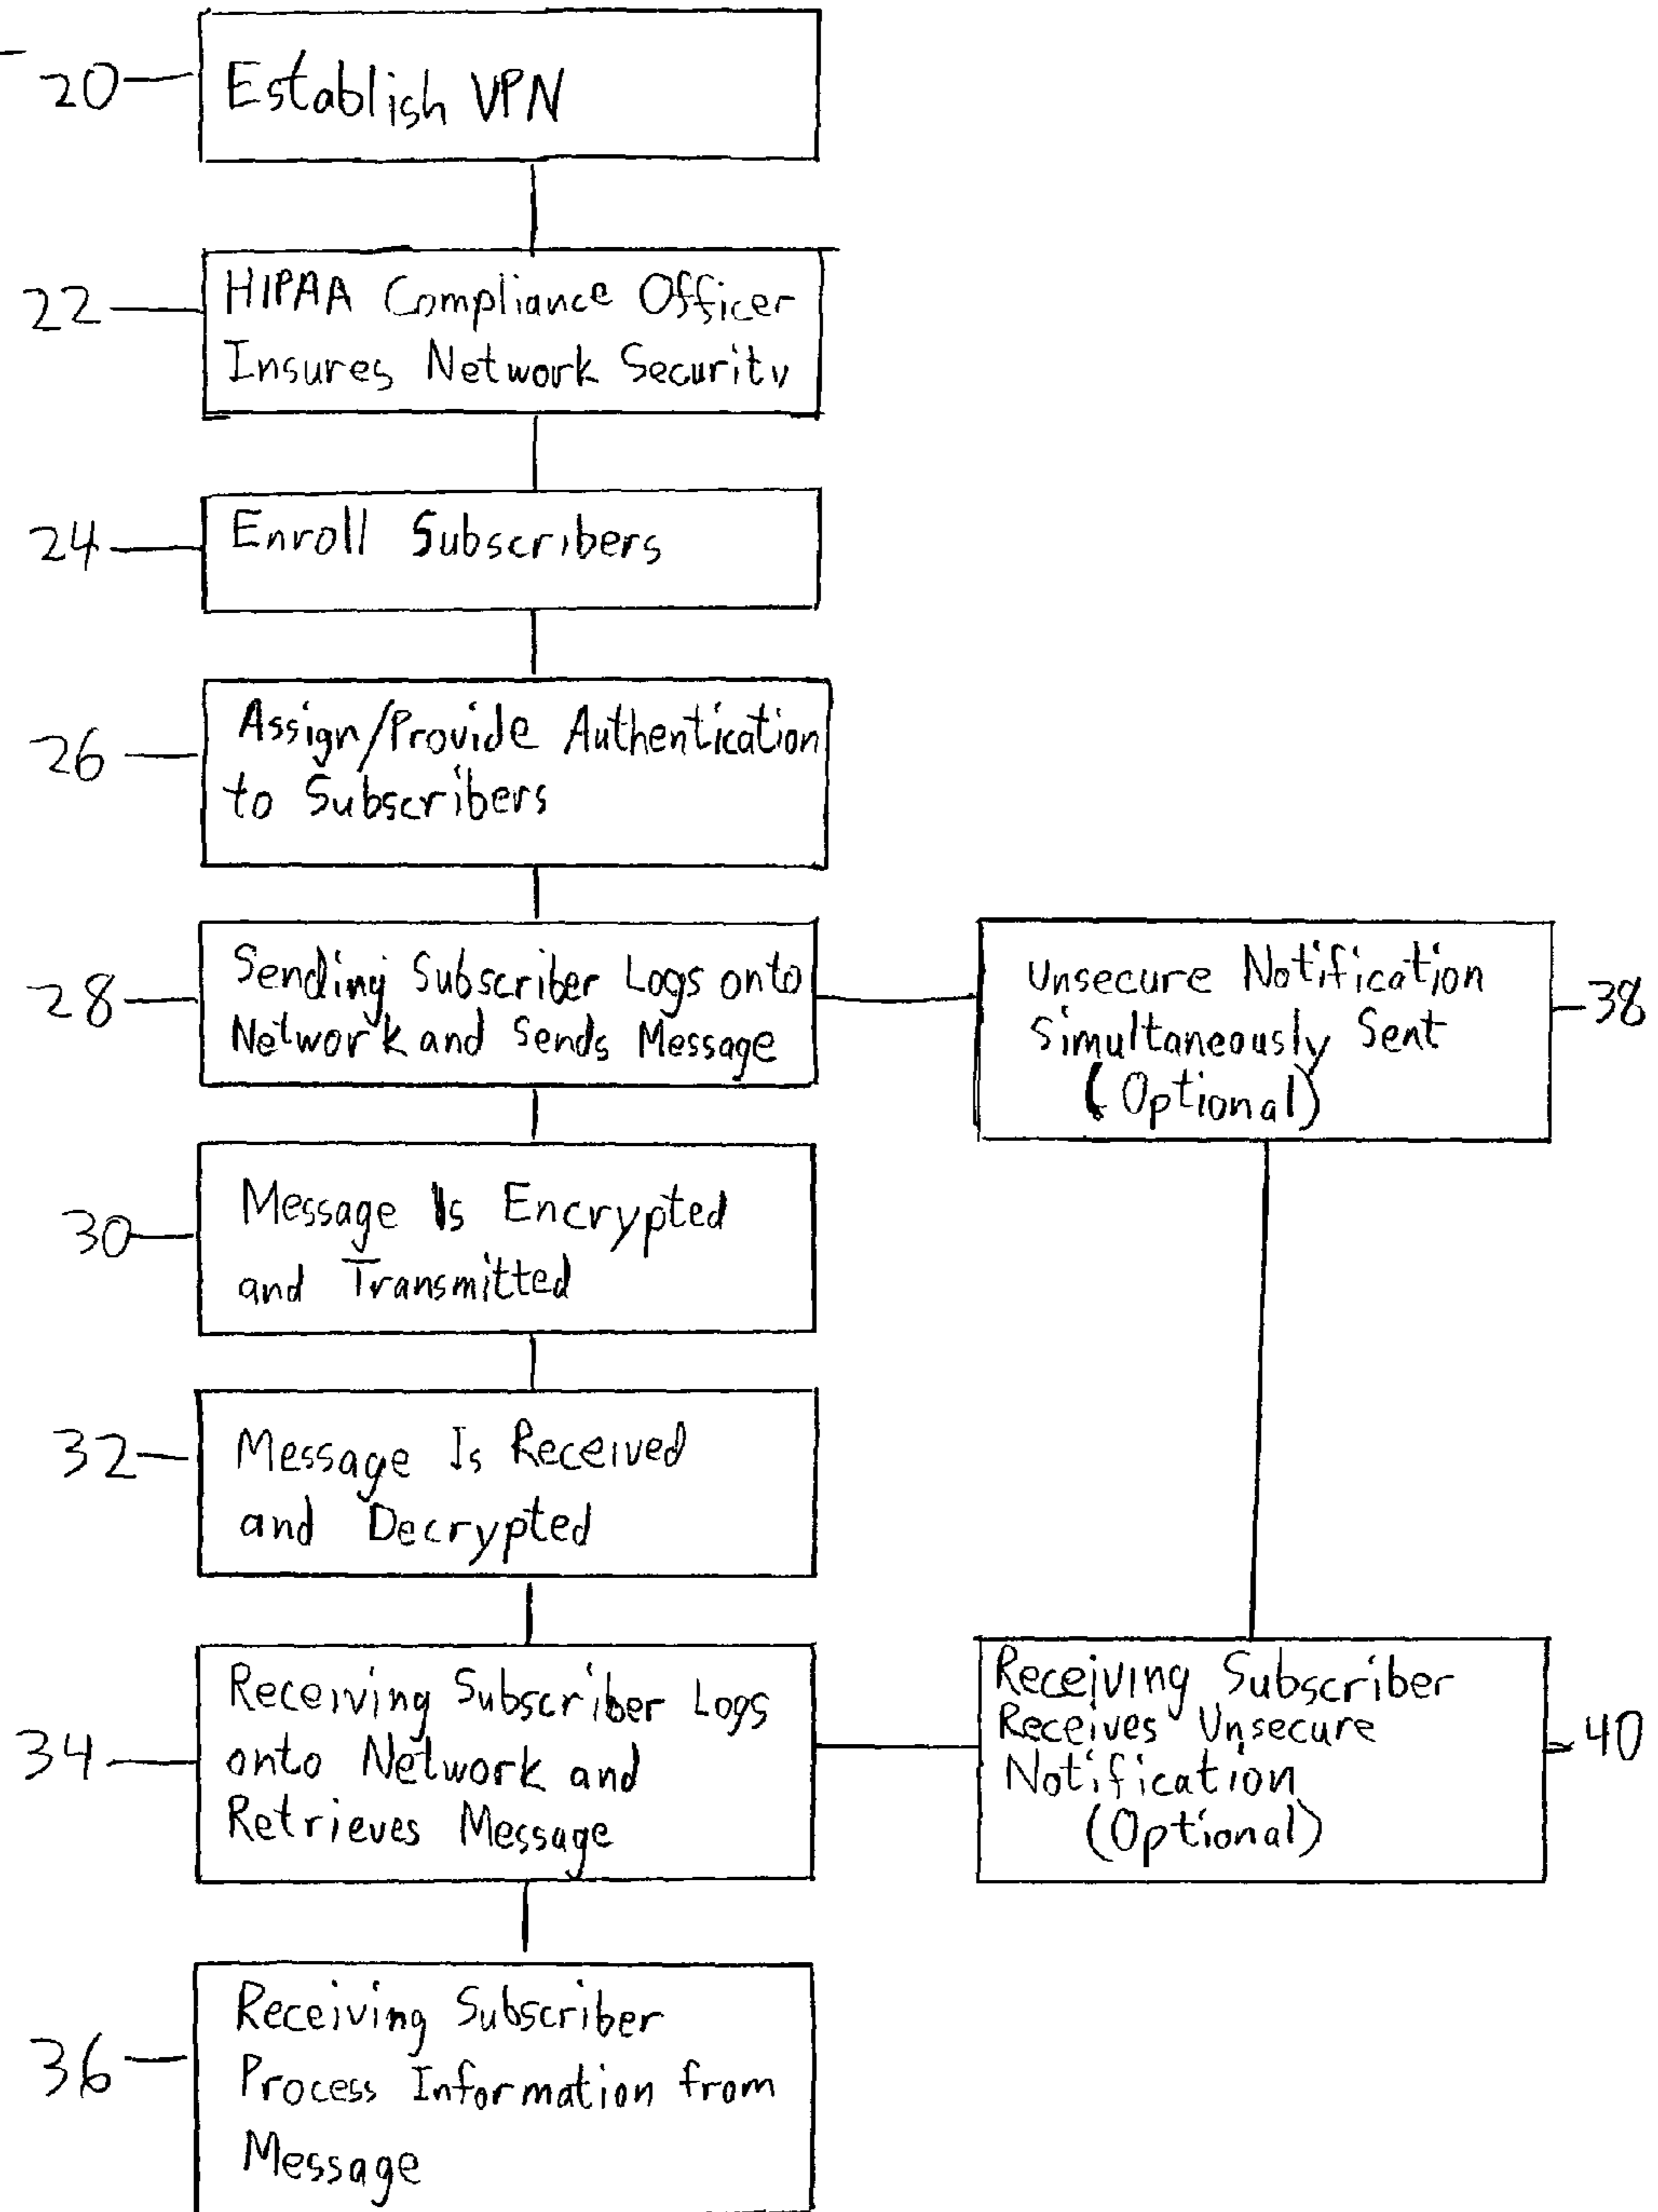 20
Establish VPN
22
HIPAA Compliance Officer
Insures Network Security
24
Enroll Subscribers
26
Assign/Provide Authentication
to Subscribers
28
Sending Subscriber Logs onto
Network and Sends Message
Unsecure Notification
Simultaneously Sent
(Optional)
38
30
Message Is Encrypted
and Transmitted
32
Message Is Received
and Decrypted
34
Receiving Subscriber Logs
onto Network and
Retrieves Message
Receiving Subscriber
Receives Unsecure
Notification
(Optional)
40
36
Receiving Subscriber
Process Information from
Message